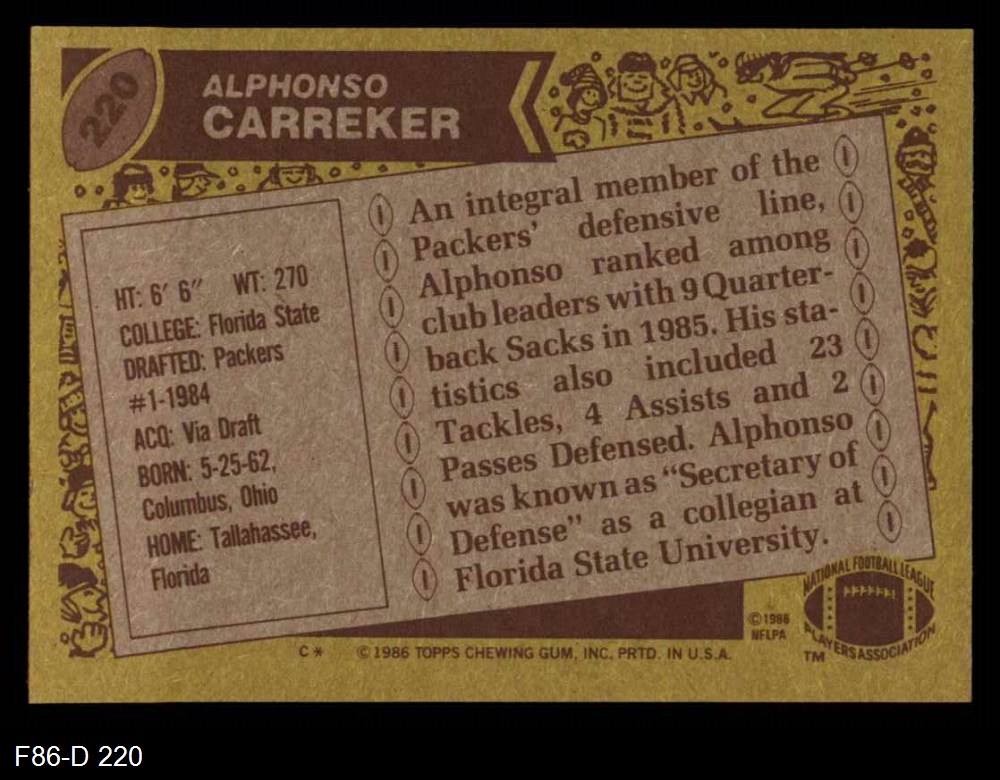 220
ALPHONSO
CARREKER
HT: 6' 6" WT: 270
COLLEGE: Florida State
DRAFTED: Packers
#1-1984
ACQ: Via Draft
BORN: 5-25-62,
Columbus, Ohio
HOME: Tallahassee,
Florida
An integral member of the
Packers' defensive line,
Alphonso ranked among
club leaders with 9 Quarter-
back Sacks in 1985. His sta-
tistics also included 23
Tackles, 4 Assists and 2
Passes Defensed. Alphonso
was known as "Secretary of
Defense" as a collegian at
Florida State University.
©1986
NFLPA
NATIONAL FOOTBALL LEAGUE
PLAYERS ASSOCIATION
TM
C* ©1986 TOPPS CHEWING GUM, INC. PRTD. IN U.S.A.
F86-D 220